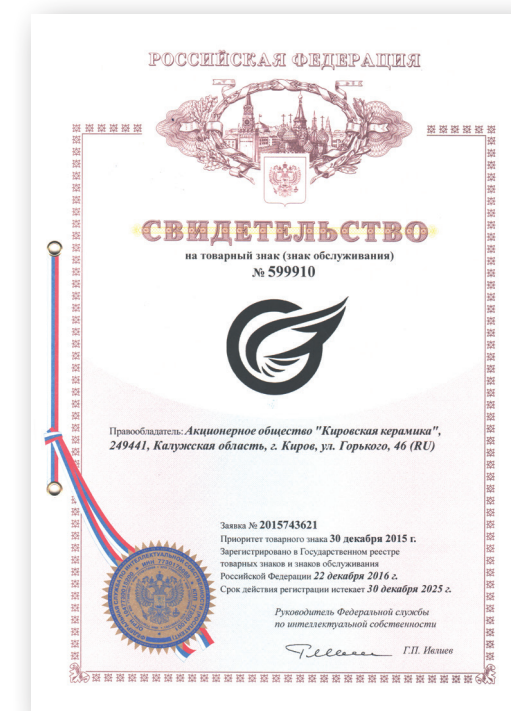 РОССИЙСКАЯ ФЕДЕРАЦИЯ
СВИДЕТЕЛЬСТВО
на товарный знак (знак обслуживания)
№ 599910
Правообладатель: Акционерное общество "Кировская керамика",
249441, Калужская область, г. Киров, ул. Горького, 46 (RU)
Заявка № 2015743621
Приоритет товарного знака 30 декабря 2015 г.
Зарегистрировано в Государственном реестре
товарных знаков и знаков обслуживания
Российской Федерации 22 декабря 2016 г.
Срок действия регистрации истекает 30 декабря 2025 г.
Руководитель Федеральной службы
по интеллектуальной собственности
Г.П. Ивлиев